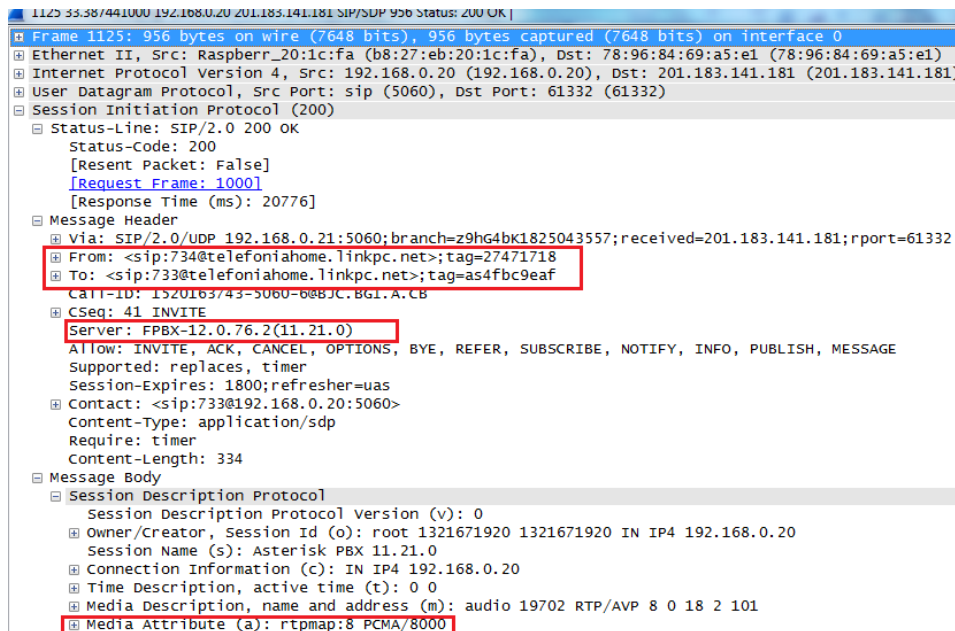 1125 33.387441000 192.168.0.20 201.183.141.181 SIP/SDP 956 Status: 200 OK |
Frame 1125: 956 bytes on wire (7648 bits), 956 bytes captured (7648 bits) on interface 0
Ethernet II, Src: Raspberr_20:1c:fa (b8:27:eb:20:1c:fa), Dst: 78:96:84:69:a5:e1 (78:96:84:69:a5:e1)
Internet Protocol Version 4, Src: 192.168.0.20 (192.168.0.20), Dst: 201.183.141.181 (201.183.141.181)
User Datagram Protocol, Src Port: sip (5060), Dst Port: 61332 (61332)
Session Initiation Protocol (200)
Status-Line: SIP/2.0 200 OK
Status-Code: 200
[Resent Packet: False]
[Request Frame: 1000]
[Response Time (ms): 20776]
Message Header
Via: SIP/2.0/UDP 192.168.0.21:5060;branch=z9hG4bK1825043557;received=201.183.141.181;rport=61332
From: <sip:734@telefoniahome.linkpc.net>;tag=27471718
To: <sip:733@telefoniahome.linkpc.net>;tag=as4fbc9eaf
Call-ID: 1520163743-5060-6@BJC.BGI.A.CB
CSeq: 41 INVITE
Server: FPBX-12.0.76.2(11.21.0)
Allow: INVITE, ACK, CANCEL, OPTIONS, BYE, REFER, SUBSCRIBE, NOTIFY, INFO, PUBLISH, MESSAGE
Supported: replaces, timer
Session-Expires: 1800;refresher=uas
Contact: <sip:733@192.168.0.20:5060>
Content-Type: application/sdp
Require: timer
Content-Length: 334
Message Body
Session Description Protocol
Session Description Protocol Version (v): 0
Owner/Creator, Session Id (o): root 1321671920 1321671920 IN IP4 192.168.0.20
Session Name (s): Asterisk PBX 11.21.0
Connection Information (c): IN IP4 192.168.0.20
Time Description, active time (t): 0 0
Media Description, name and address (m): audio 19702 RTP/AVP 8 0 18 2 101
Media Attribute (a): rtpmap:8 PCMA/8000